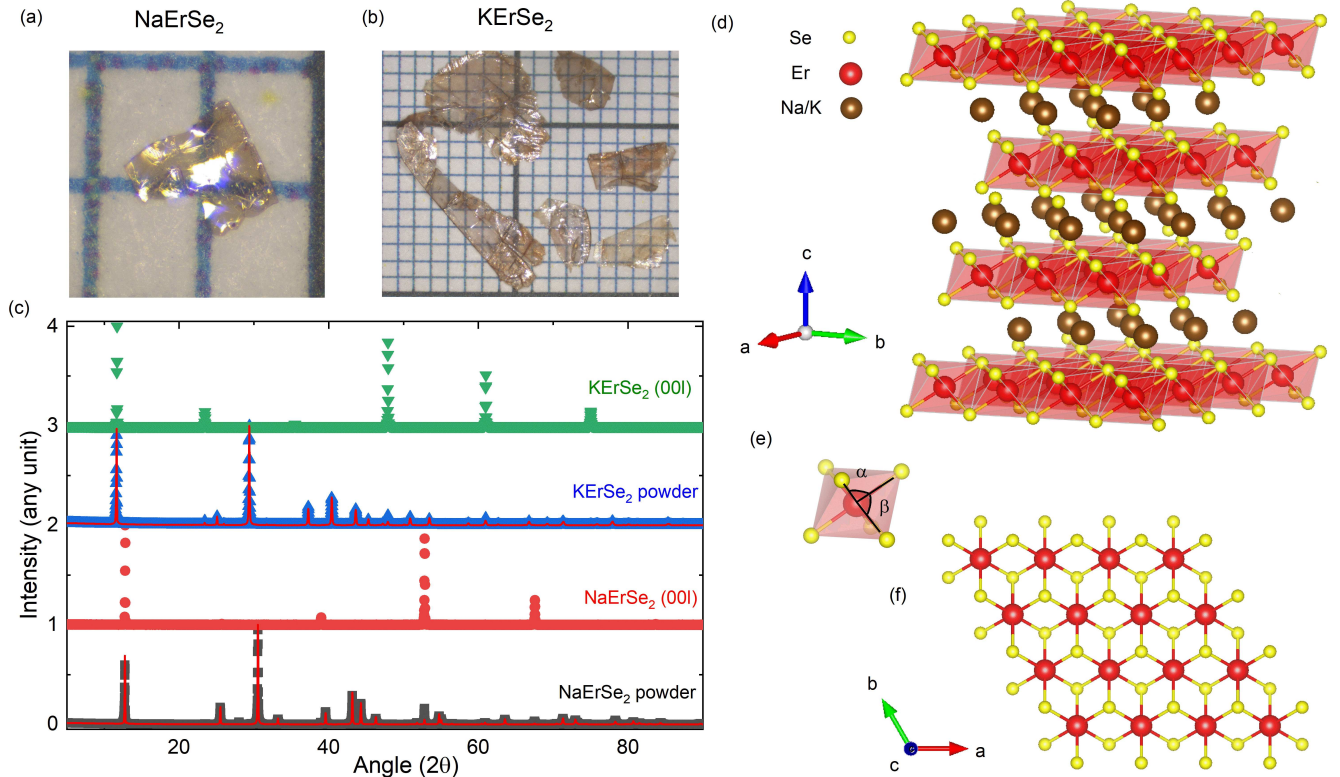 (a)
NaErSe₂
(b)
KErSe₂
(d)
Se
Er
Na/K
c
a
b
(c)
4
3
2
1
0
KErSe₂ (00l)
KErSe₂ powder
NaErSe₂ (00l)
NaErSe₂ powder
Intensity (any unit)
20
40
60
80
Angle (2θ)
(e)
α
β
(f)
b
c
a